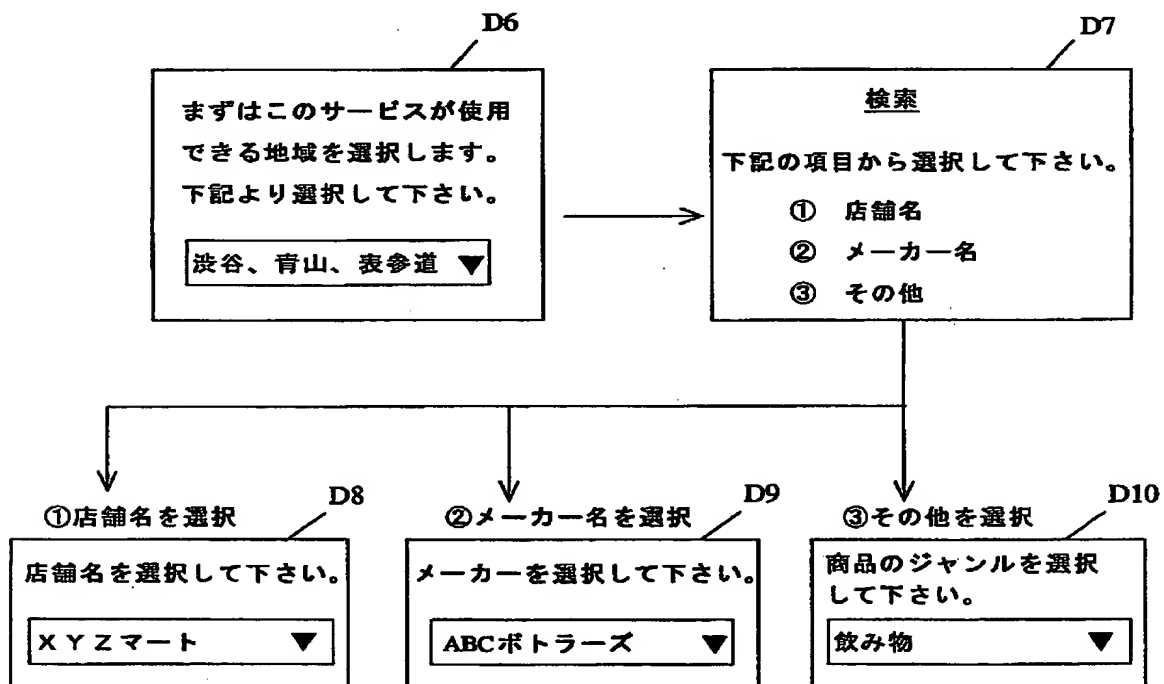 D6
まずはこのサービスが使用
できる地域を選択します。
下記より選択して下さい。
渋谷、青山、表参道 ▼
D7
検索
下記の項目から選択して下さい。
① 店舗名
② メーカー名
③ その他
①店舗名を選択
D8
店舗名を選択して下さい。
XYZマート ▼
②メーカー名を選択
D9
メーカーを選択して下さい。
ABCボトラーズ ▼
③その他を選択
D10
商品のジャンルを選択
して下さい。
飲み物 ▼